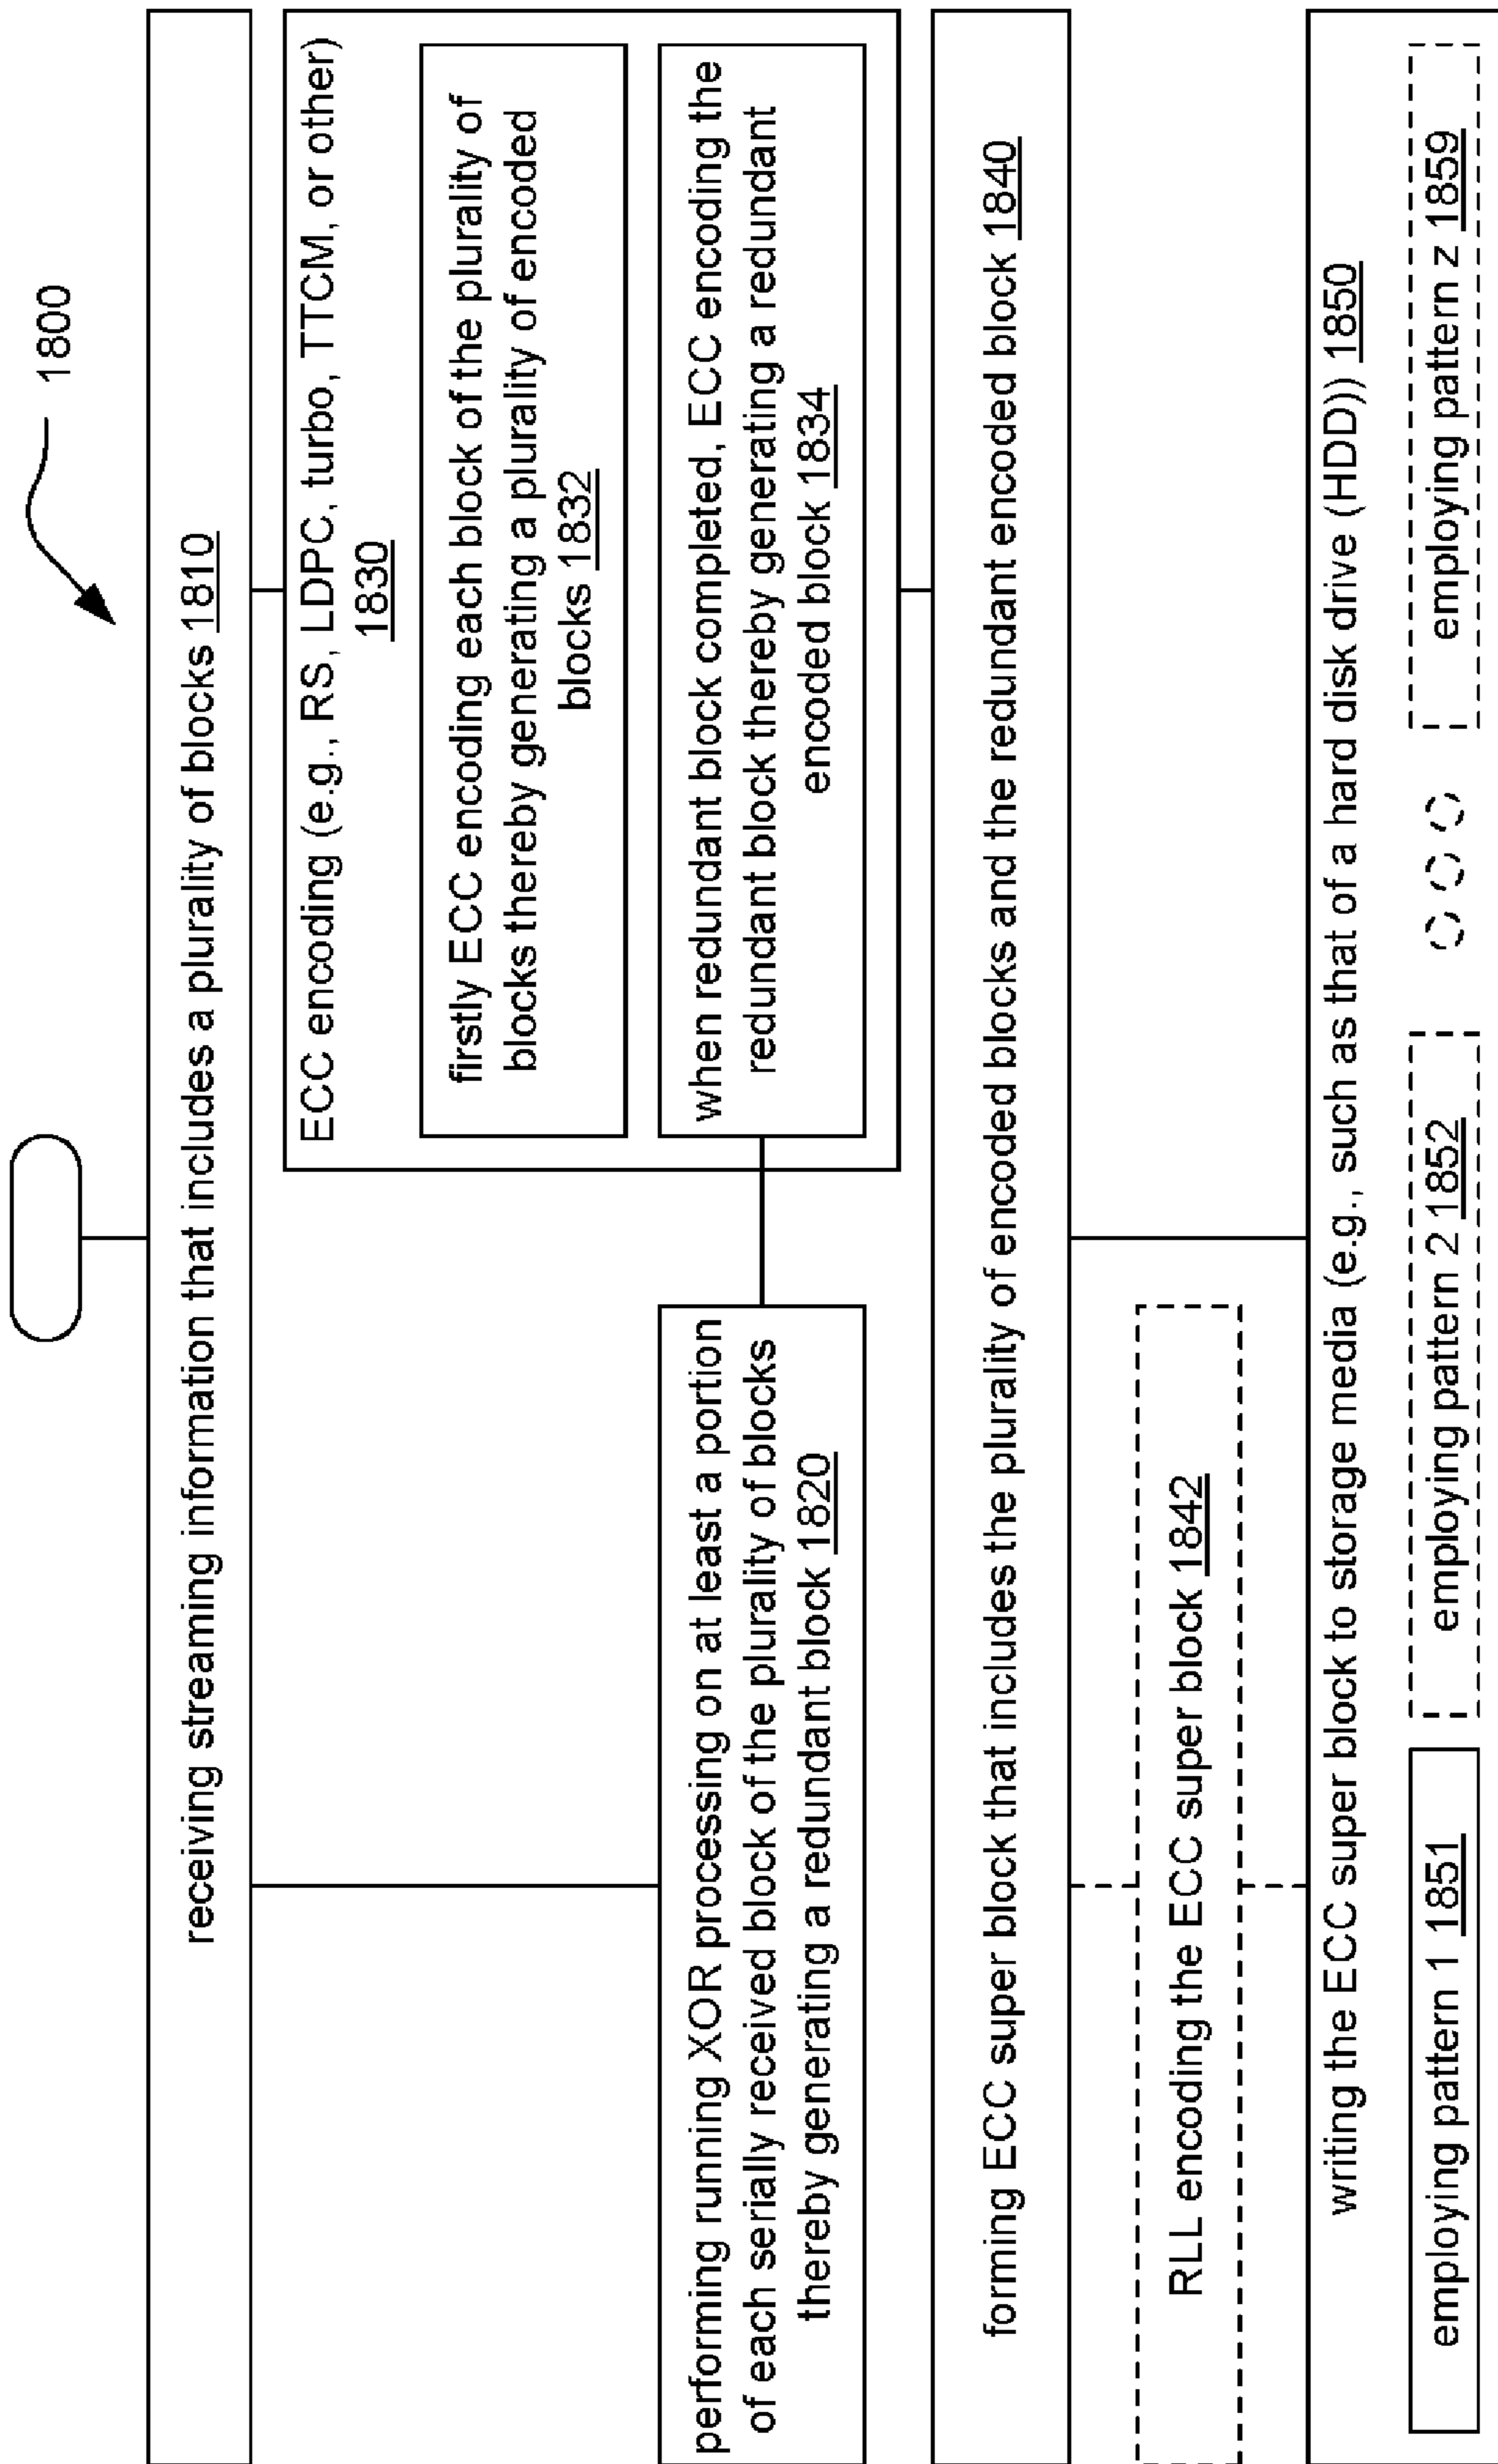 1800
receiving streaming information that includes a plurality of blocks 1810
performing running XOR processing on at least a portion
of each serially received block of the plurality of blocks
thereby generating a redundant block 1820
ECC encoding (e.g., RS, LDPC, turbo, TTCM, or other)
1830
firstly ECC encoding each block of the plurality of
blocks thereby generating a plurality of encoded
blocks 1832
when redundant block completed, ECC encoding the
redundant block thereby generating a redundant
encoded block 1834
forming ECC super block that includes the plurality of encoded blocks and the redundant encoded block 1840
RLL encoding the ECC super block 1842
writing the ECC super block to storage media (e.g., such as that of a hard disk drive (HDD)) 1850
employing pattern 1 1851
employing pattern 2 1852
employing pattern z 1859